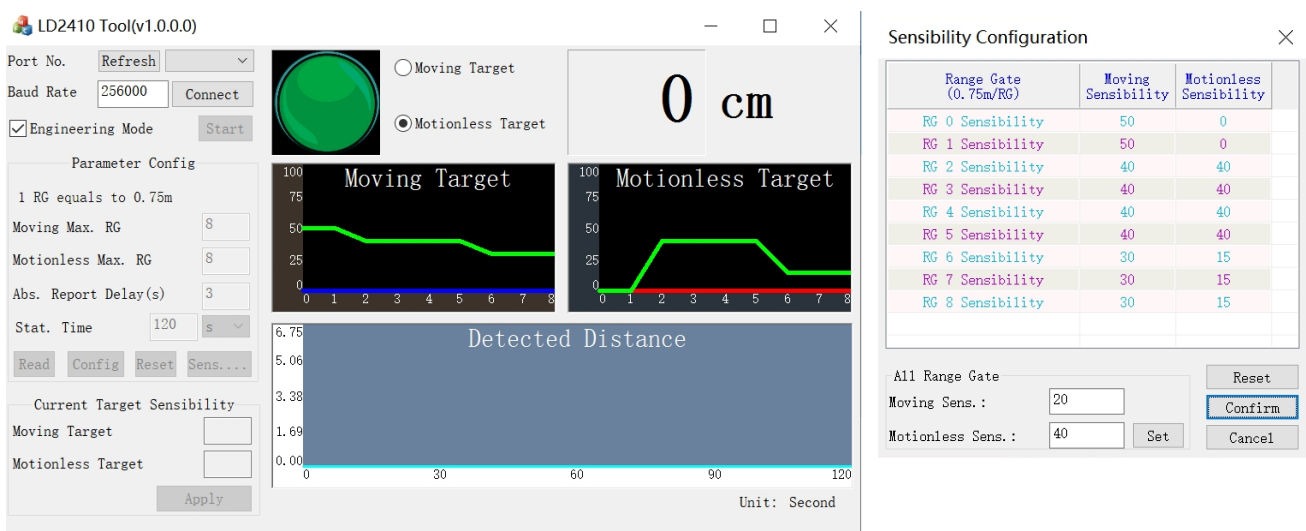 LD2410 Tool(v1.0.0.0)
Port No. Refresh
Baud Rate 256000 Connect
Engineering Mode Start
Parameter Config
1 RG equals to 0.75m
Moving Max. RG 8
Motionless Max. RG 8
Abs. Report Delay(s) 3
Stat. Time 120 s
Read Config Reset Sens....
Current Target Sensibility
Moving Target
Motionless Target
Apply
Moving Target
Motionless Target
0 cm
Moving Target
100
75
50
25
0
0 1 2 3 4 5 6 7 8
Motionless Target
100
75
50
25
0
0 1 2 3 4 5 6 7 8
Detected Distance
6.75
5.06
3.38
1.69
0.00
0 30 60 90 120
Unit: Second
Sensibility Configuration
Range Gate Moving Motionless
(0.75m/RG) Sensibility Sensibility
RG 0 Sensibility 50 0
RG 1 Sensibility 50 0
RG 2 Sensibility 40 40
RG 3 Sensibility 40 40
RG 4 Sensibility 40 40
RG 5 Sensibility 40 40
RG 6 Sensibility 30 15
RG 7 Sensibility 30 15
RG 8 Sensibility 30 15
All Range Gate
Moving Sens.: 20
Motionless Sens.: 40 Set
Reset
Confirm
Cancel